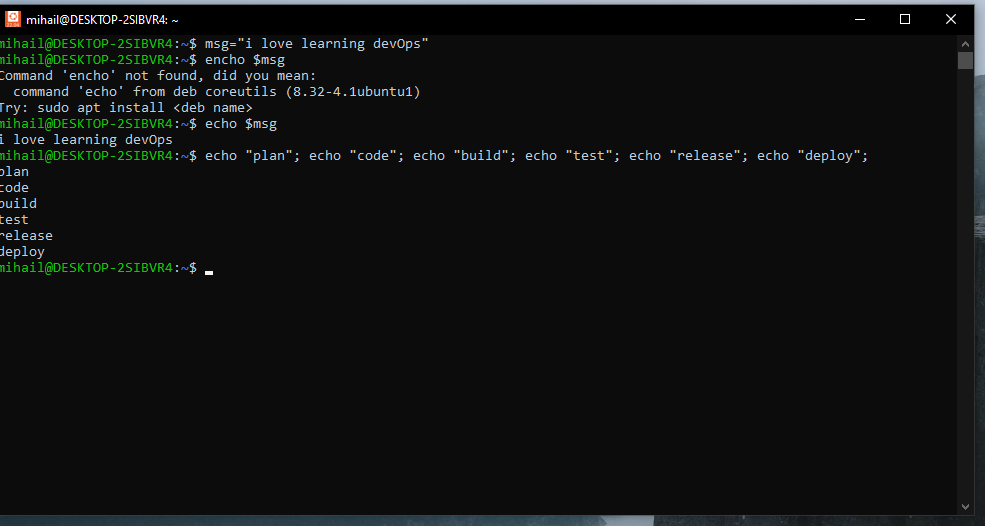 mihail@DESKTOP-2SIBVR4: ~
mihail@DESKTOP-2SIBVR4:~$ msg="i love learning devOps"
mihail@DESKTOP-2SIBVR4:~$ encho $msg
Command 'encho' not found, did you mean:
  command 'echo' from deb coreutils (8.32-4.1ubuntu1)
Try: sudo apt install <deb name>
mihail@DESKTOP-2SIBVR4:~$ echo $msg
i love learning devOps
mihail@DESKTOP-2SIBVR4:~$ echo "plan"; echo "code"; echo "build"; echo "test"; echo "release"; echo "deploy";
plan
code
build
test
release
deploy
mihail@DESKTOP-2SIBVR4:~$